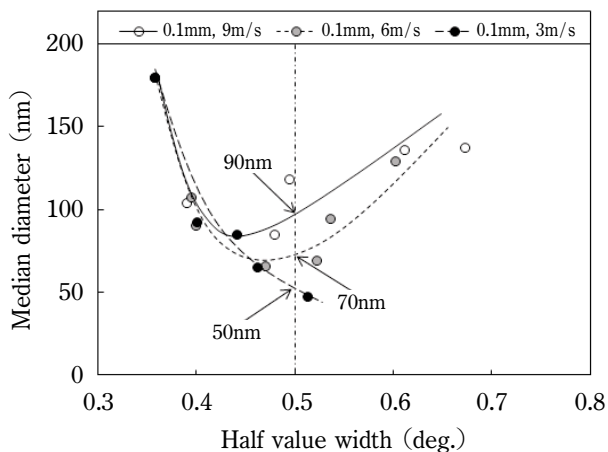 0.1mm, 9m/s 0.1mm, 6m/s 0.1mm, 3m/s
200
150
100
50
0
Median diameter (nm)
90nm
70nm
50nm
0.3 0.4 0.5 0.6 0.7 0.8
Half value width (deg.)